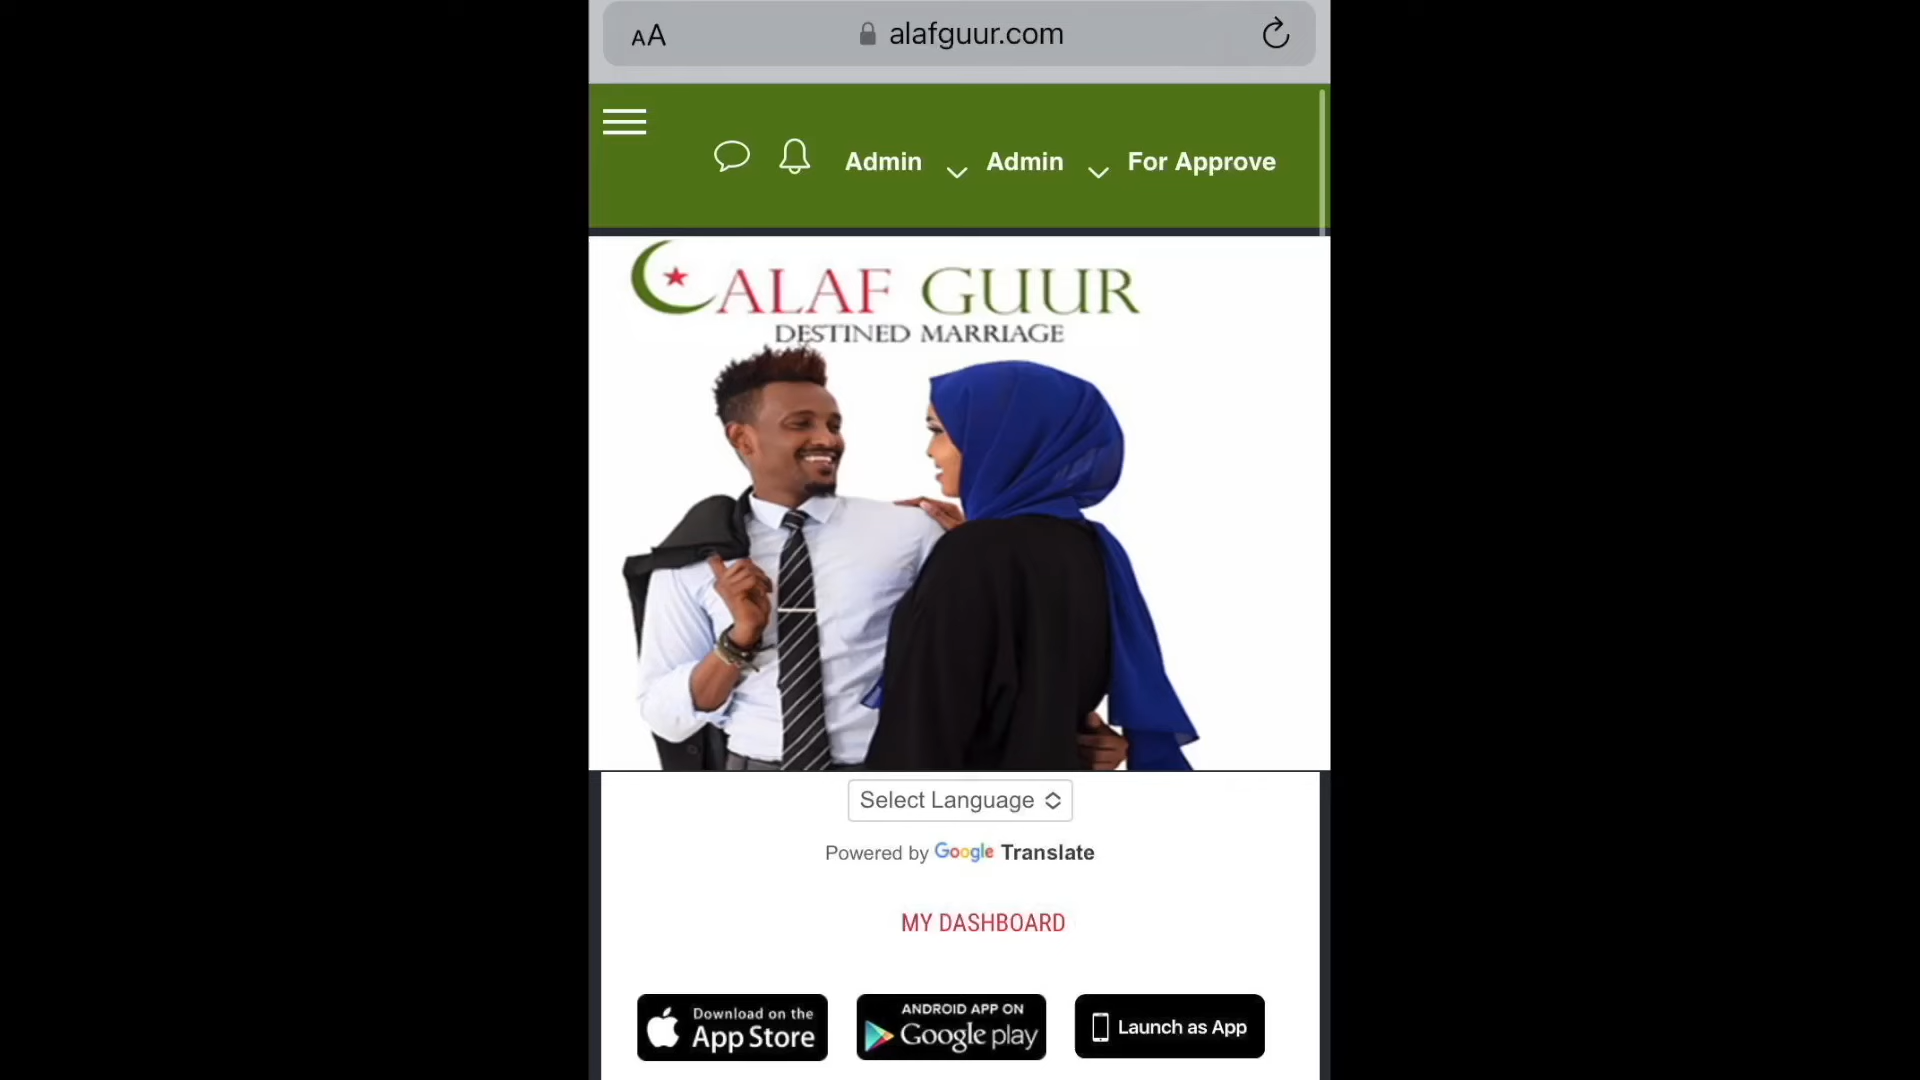 AA alafguur.com
Admin Admin For Approve
ALAF GUUR
DESTINED MARRIAGE
Select Language
Powered by Google Translate
MY DASHBOARD
Download on the
App Store
ANDROID APP ON
Google play
Launch as App